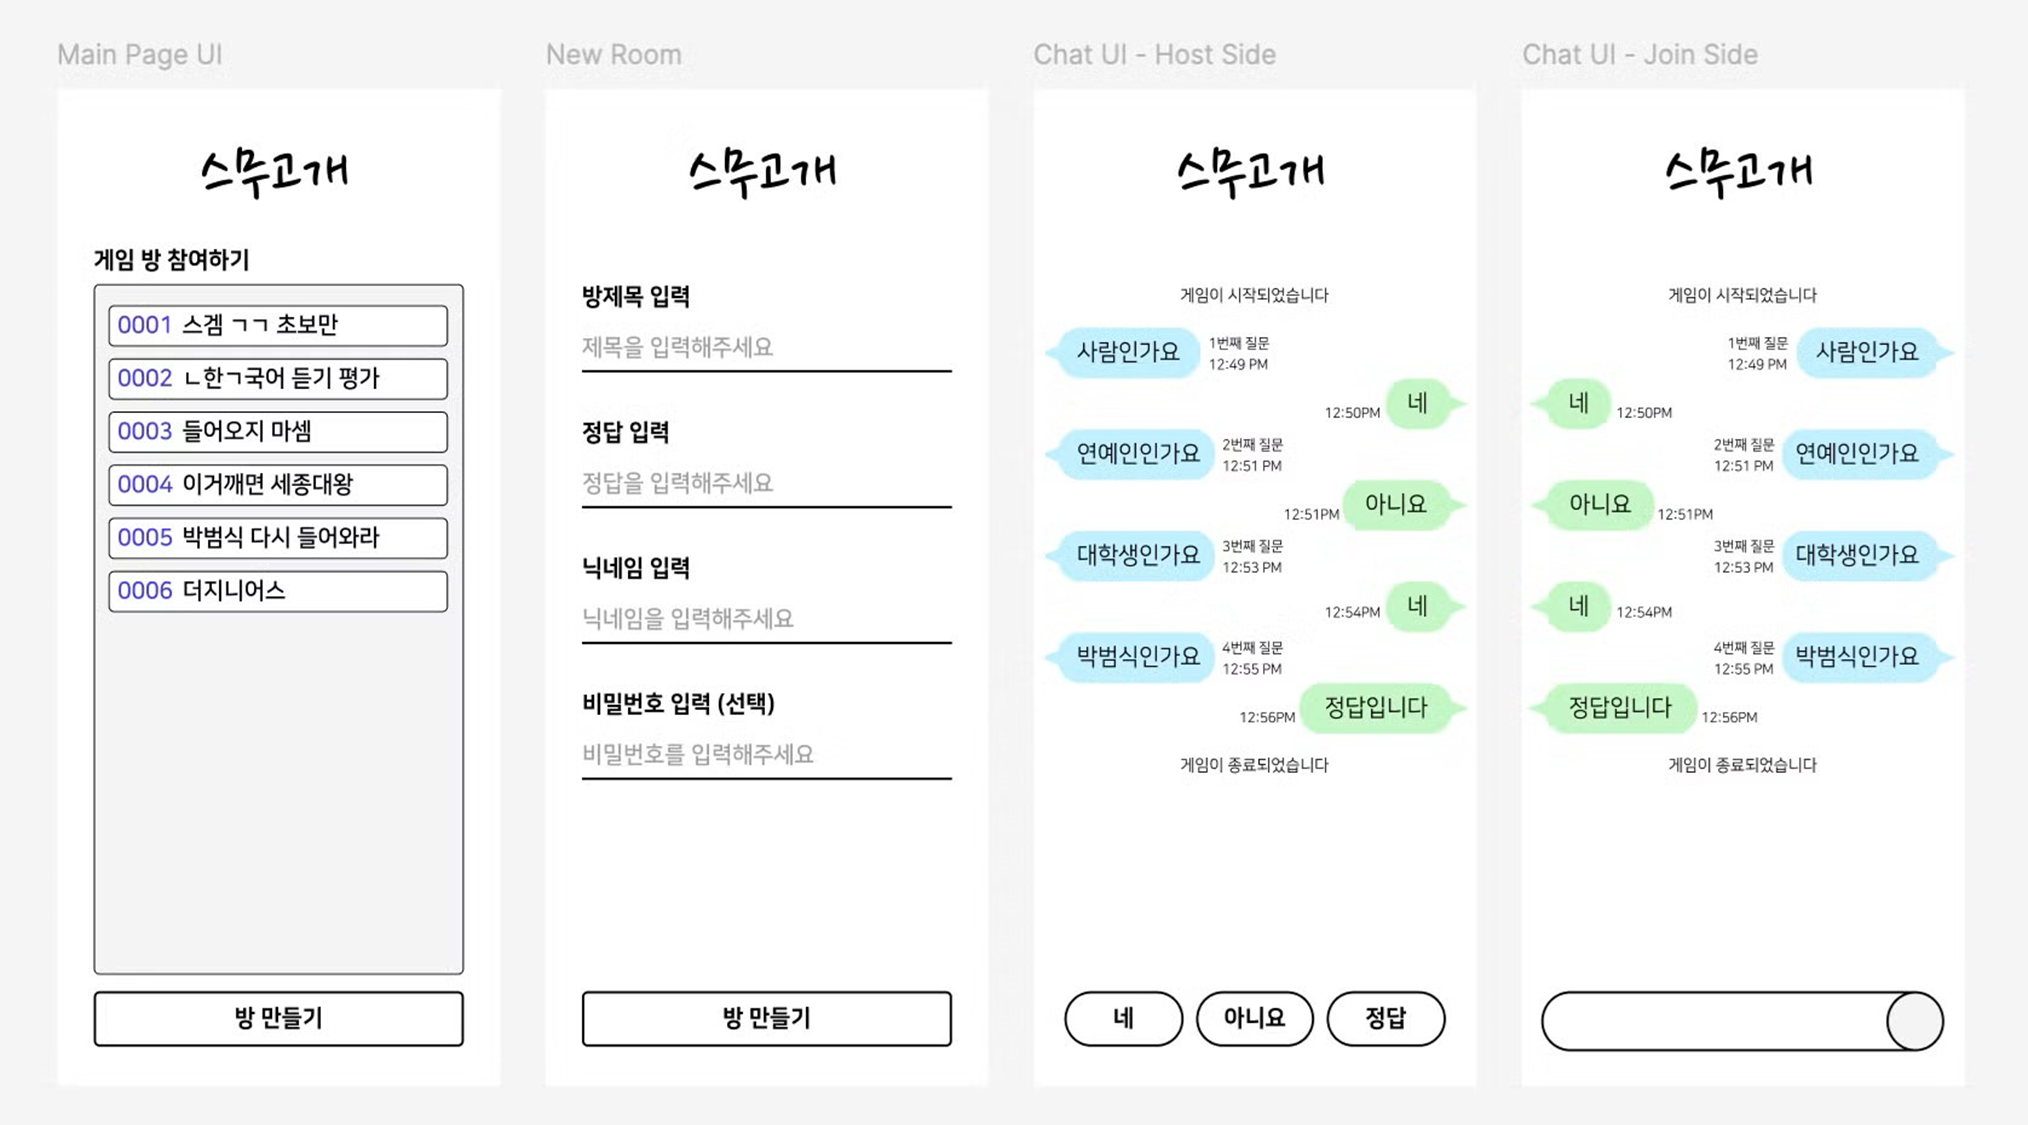 Main Page UI
스무고개
게임 방 참여하기
0001 스겜 ㄱㄱ 초보만
0002 ㄴ한ㄱ국어 듣기 평가
0003 들어오지 마셈
0004 이거깨면 세종대왕
0005 박범식 다시 들어와라
0006 더지니어스
방 만들기
New Room
스무고개
방제목 입력
제목을 입력해주세요
정답 입력
정답을 입력해주세요
닉네임 입력
닉네임을 입력해주세요
비밀번호 입력 (선택)
비밀번호를 입력해주세요
방 만들기
Chat UI - Host Side
스무고개
게임이 시작되었습니다
사람인가요
1번째 질문
12:49 PM
12:50PM
네
연예인인가요
2번째 질문
12:51 PM
12:51PM
아니요
대학생인가요
3번째 질문
12:53 PM
12:54PM
네
박범식인가요
4번째 질문
12:55 PM
12:56PM
정답입니다
게임이 종료되었습니다
네
아니요
정답
Chat UI - Join Side
스무고개
게임이 시작되었습니다
1번째 질문
12:49 PM
사람인가요
네
12:50PM
2번째 질문
12:51 PM
연예인인가요
아니요
12:51PM
3번째 질문
12:53 PM
대학생인가요
네
12:54PM
4번째 질문
12:55 PM
박범식인가요
정답입니다
12:56PM
게임이 종료되었습니다